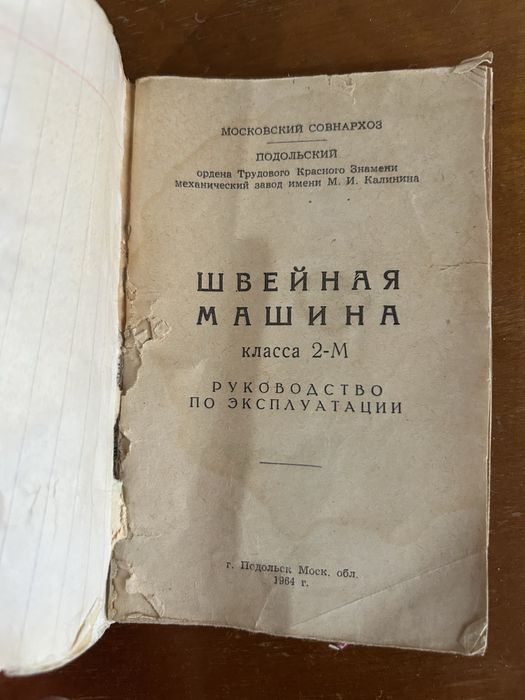 МОСКОВСКИЙ СОВНАРХОЗ
ПОДОЛЬСКИЙ
ордена Трудового Красного Знамени
механический завод имени М. И. Калинина
ШВЕЙНАЯ
МАШИНА
класса 2-М
РУКОВОДСТВО
ПО ЭКСПЛУАТАЦИИ
г. Подольск Моск. обл.
1964 г.